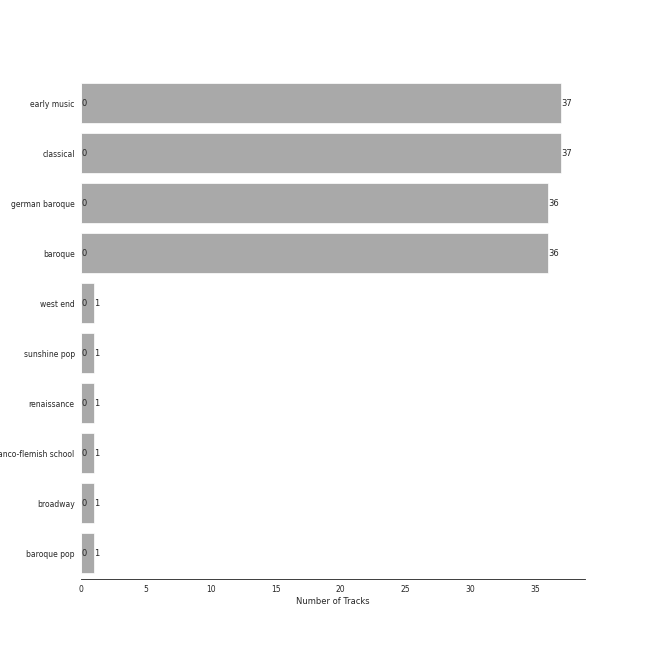 early music 0 37
classical 0 37
german baroque 0 36
baroque 0 36
west end 0 1
sunshine pop 0 1
renaissance 0 1
anco-flemish school 0 1
broadway 0 1
baroque pop 0 1
0 5 10 15 20 25 30 35
Number of Tracks